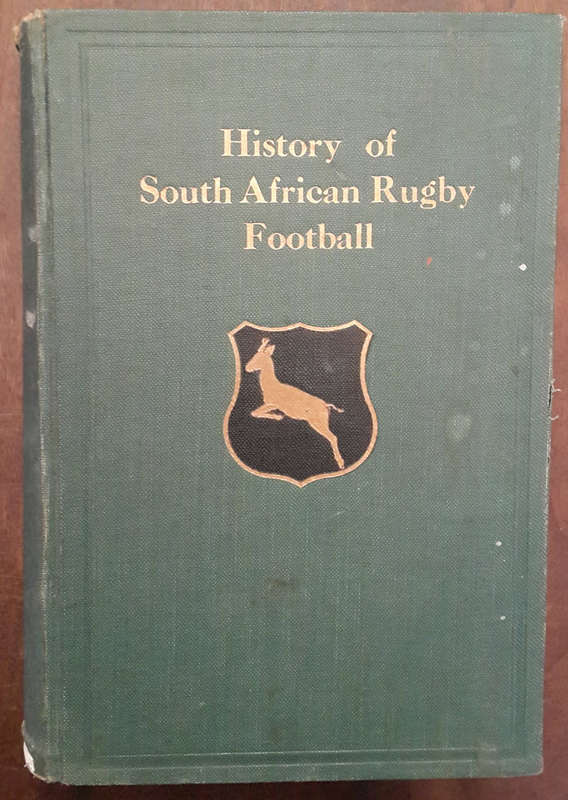 History of
South African Rugby
Football